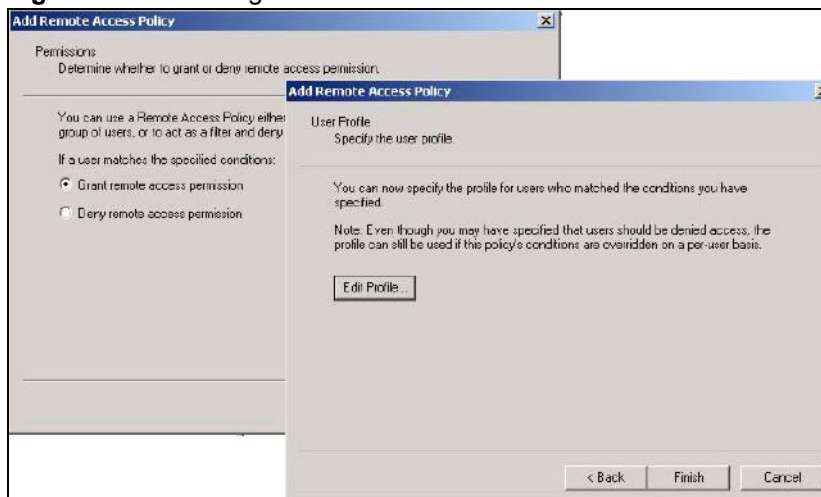 Add Remote Access Policy
Permissions
Determine whether to grant or deny remote access permission.
You can use a Remote Access Policy either
group of users, or to act as a filter and deny
If a user matches the specified conditions:
Grant remote access permission
Deny remote access permission
Add Remote Access Policy
User Profile
Specify the user profile.
You can now specify the profile for users who matched the conditions you have
specified.
Note: Even though you may have specified that users should be denied access, the
profile can still be used if this policy's conditions are overridden on a per-user basis.
Edit Profile...
< Back
Finish
Cancel